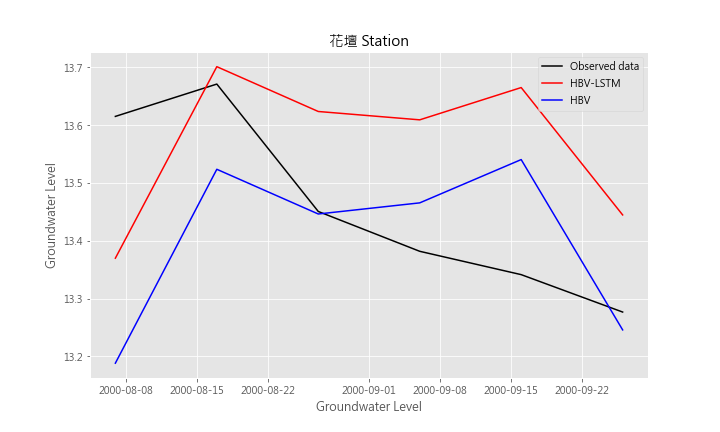 花壇 Station
Observed data
HBV-LSTM
HBV
Groundwater Level
13.7
13.6
13.5
13.4
13.3
13.2
2000-08-08 2000-08-15 2000-08-22 2000-09-01 2000-09-08 2000-09-15 2000-09-22
Groundwater Level